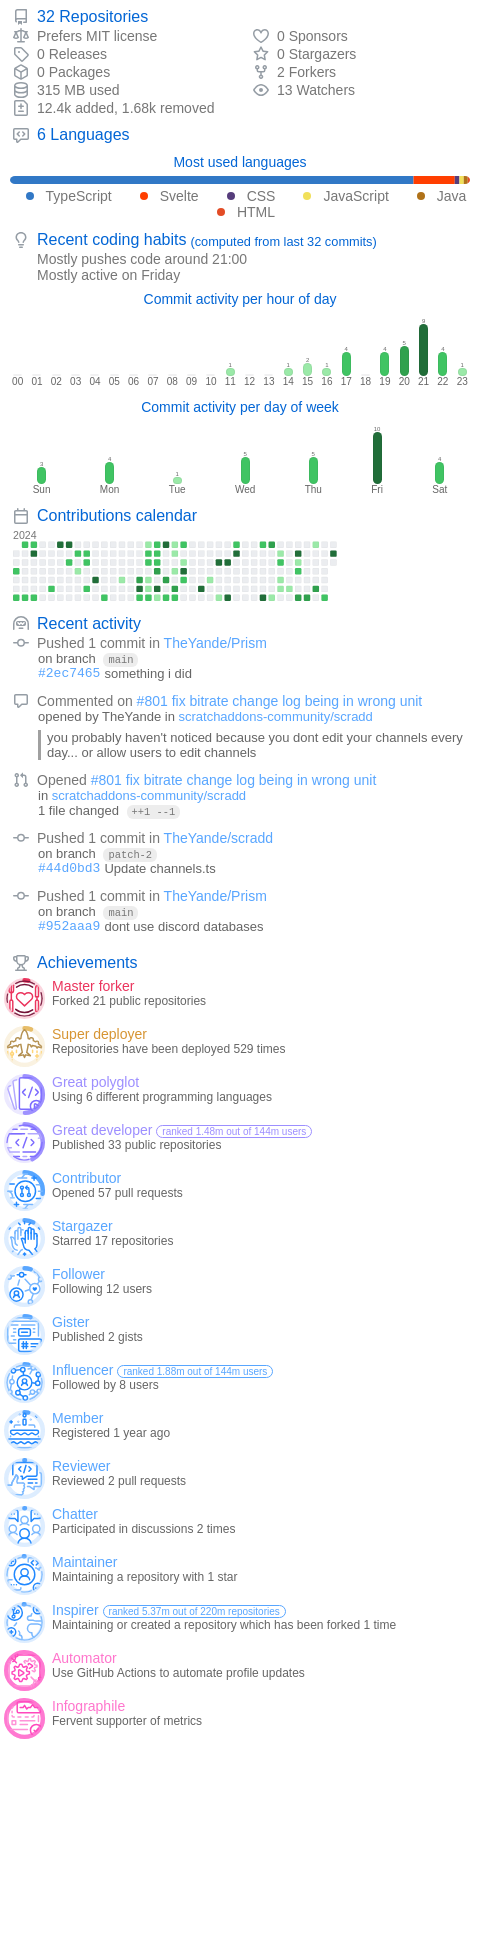 32 Repositories
Prefers MIT license
0 Sponsors
0 Releases
0 Stargazers
0 Packages
2 Forkers
315 MB used
13 Watchers
12.4k added, 1.68k removed
6 Languages
Most used languages
TypeScript Svelte CSS JavaScript Java
HTML
Recent coding habits (computed from last 32 commits)
Mostly pushes code around 21:00
Mostly active on Friday
Commit activity per hour of day
1 1 2 1 4 4 5 9 4 1
00 01 02 03 04 05 06 07 08 09 10 11 12 13 14 15 16 17 18 19 20 21 22 23
Commit activity per day of week
3 4 1 5 5 10 4
Sun Mon Tue Wed Thu Fri Sat
Contributions calendar
2024
Recent activity
Pushed 1 commit in TheYande/Prism
on branch main
#2ec7465 something i did
Commented on #801 fix bitrate change log being in wrong unit
opened by TheYande in scratchaddons-community/scradd
you probably haven't noticed because you dont edit your channels every
day... or allow users to edit channels
Opened #801 fix bitrate change log being in wrong unit
in scratchaddons-community/scradd
1 file changed ++1 --1
Pushed 1 commit in TheYande/scradd
on branch patch-2
#44d0bd3 Update channels.ts
Pushed 1 commit in TheYande/Prism
on branch main
#952aaa9 dont use discord databases
Achievements
Master forker
Forked 21 public repositories
Super deployer
Repositories have been deployed 529 times
Great polyglot
Using 6 different programming languages
Great developer ranked 1.48m out of 144m users
Published 33 public repositories
Contributor
Opened 57 pull requests
Stargazer
Starred 17 repositories
Follower
Following 12 users
Gister
Published 2 gists
Influencer ranked 1.88m out of 144m users
Followed by 8 users
Member
Registered 1 year ago
Reviewer
Reviewed 2 pull requests
Chatter
Participated in discussions 2 times
Maintainer
Maintaining a repository with 1 star
Inspirer ranked 5.37m out of 220m repositories
Maintaining or created a repository which has been forked 1 time
Automator
Use GitHub Actions to automate profile updates
Infographile
Fervent supporter of metrics